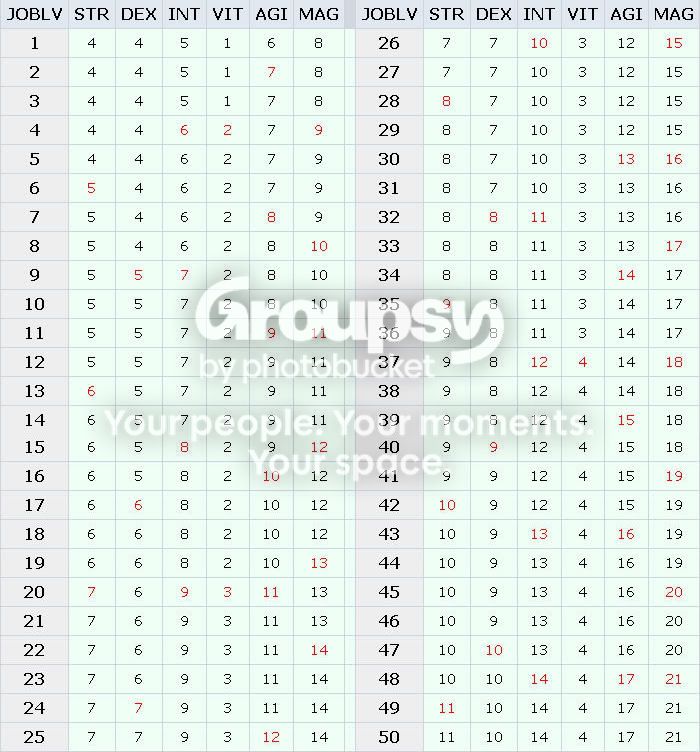 JOBLV STR DEX INT VIT AGI MAG JOBLV STR DEX INT VIT AGI MAG
1 4 4 5 1 6 8 26 7 7 10 3 12 15
2 4 4 5 1 7 8 27 7 7 10 3 12 15
3 4 4 5 1 7 8 28 8 7 10 3 12 15
4 4 4 6 2 7 9 29 8 7 10 3 12 15
5 4 4 6 2 7 9 30 8 7 10 3 13 16
6 5 4 6 2 7 9 31 8 7 10 3 13 16
7 5 4 6 2 8 9 32 8 8 11 3 13 16
8 5 4 6 2 8 10 33 8 8 11 3 13 17
9 5 5 7 2 8 10 34 8 8 11 3 14 17
10 5 5 7 2 8 10 35 9 8 11 3 14 17
11 5 5 7 2 9 11 36 9 8 11 3 14 17
12 5 5 7 2 9 11 37 9 8 12 4 14 18
13 6 5 7 2 9 11 38 9 8 12 4 14 18
14 6 5 7 2 9 11 39 9 8 12 4 15 18
15 6 5 8 2 9 12 40 9 9 12 4 15 18
16 6 5 8 2 10 12 41 9 9 12 4 15 19
17 6 6 8 2 10 12 42 10 9 12 4 15 19
18 6 6 8 2 10 12 43 10 9 13 4 16 19
19 6 6 8 2 10 13 44 10 9 13 4 16 19
20 7 6 9 3 11 13 45 10 9 13 4 16 20
21 7 6 9 3 11 13 46 10 9 13 4 16 20
22 7 6 9 3 11 14 47 10 10 13 4 16 20
23 7 6 9 3 11 14 48 10 10 14 4 17 21
24 7 7 9 3 11 14 49 11 10 14 4 17 21
25 7 7 9 3 12 14 50 11 10 14 4 17 21
Groupsy
by photobucket
Your people. Your moments.
Your space.